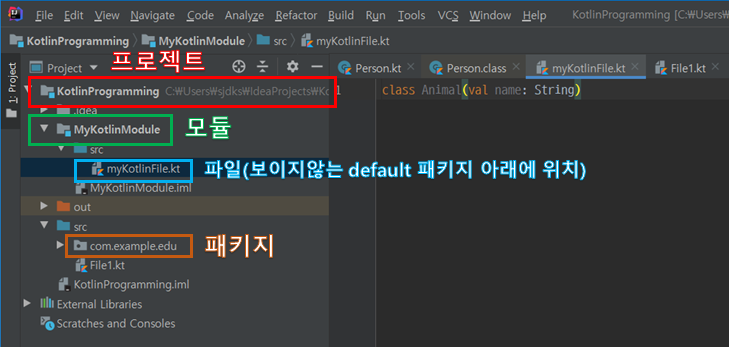 File Edit View Navigate Code Analyze Refactor Build Run Tools VCS Window Help KotlinProgramming [C:₩Users₩
KotlinProgramming MyKotlinModule src myKotlinFile.kt
프로젝트
1: Project
Project Person.kt Person.class myKotlinFile.kt File1.kt
KotlinProgramming C:₩Users₩sjdks₩IdeaProjects₩Ko
1 class Animal(val name: String)
.idea
MyKotlinModule 모듈
src
myKotlinFile.kt 파일(보이지않는 default 패키지 아래에 위치)
MyKotlinModule.iml
out
src
com.example.edu 패키지
File1.kt
KotlinProgramming.iml
External Libraries
Scratches and Consoles